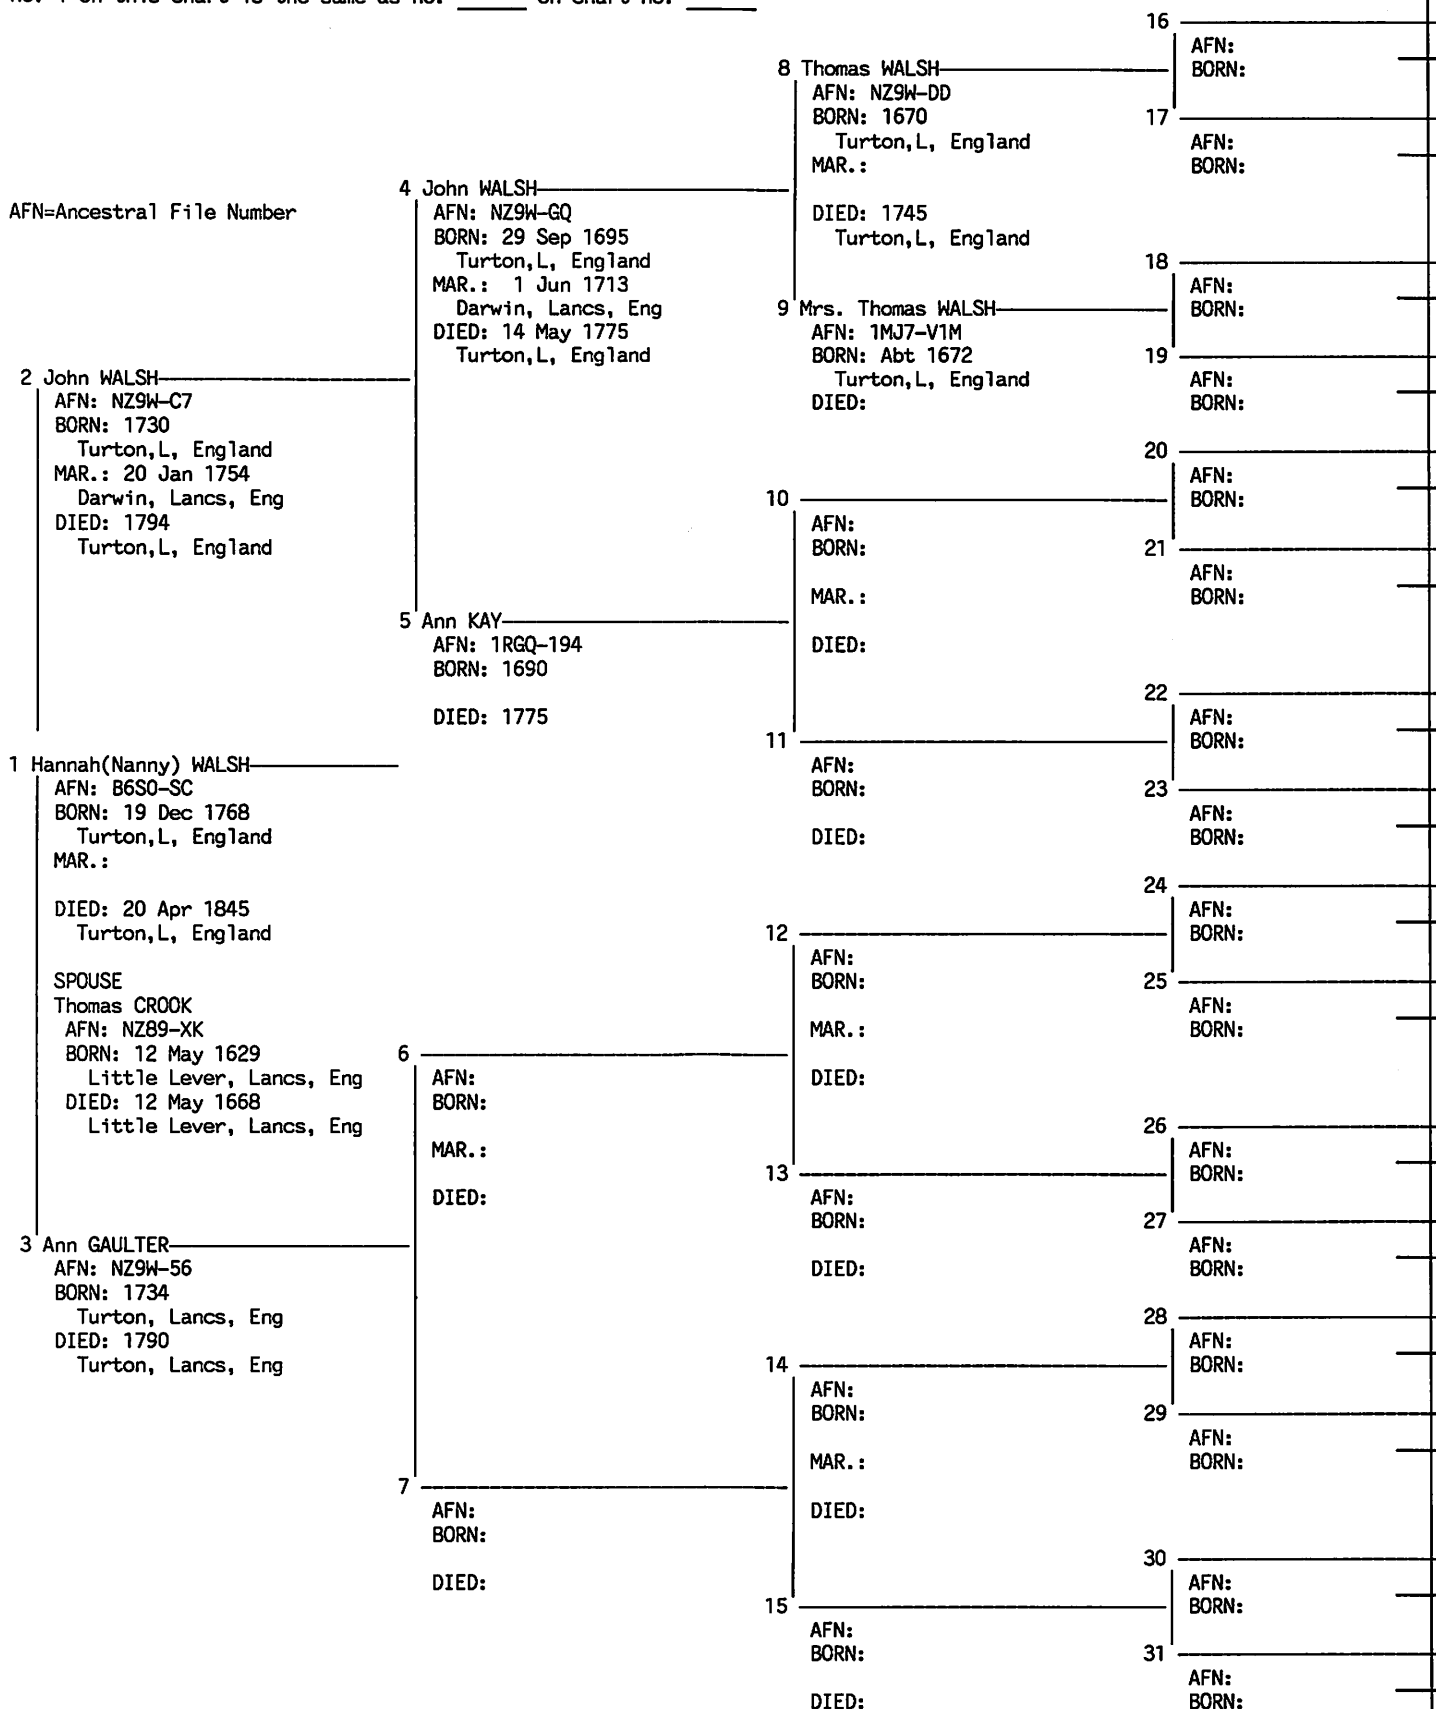 16
AFN:
BORN:
8 Thomas WALSH
AFN: NZ9W-DD
BORN: 1670
Turton,L, England
MAR.:
DIED: 1745
Turton,L, England
17
AFN:
BORN:
4 John WALSH
AFN: NZ9W-GQ
BORN: 29 Sep 1695
Turton,L, England
MAR.: 1 Jun 1713
Darwin, Lancs, Eng
DIED: 14 May 1775
Turton,L, England
AFN=Ancestral File Number
18
AFN:
BORN:
9 Mrs. Thomas WALSH
AFN: 1MJ7-V1M
BORN: Abt 1672
Turton,L, England
DIED:
19
AFN:
BORN:
2 John WALSH
AFN: NZ9W-C7
BORN: 1730
Turton,L, England
MAR.: 20 Jan 1754
Darwin, Lancs, Eng
DIED: 1794
Turton,L, England
20
AFN:
BORN:
10
AFN:
BORN:
MAR.:
DIED:
21
AFN:
BORN:
5 Ann KAY
AFN: 1RGQ-194
BORN: 1690
DIED: 1775
22
AFN:
BORN:
11
AFN:
BORN:
DIED:
23
AFN:
BORN:
1 Hannah(Nanny) WALSH
AFN: B6S0-SC
BORN: 19 Dec 1768
Turton,L, England
MAR.:
DIED: 20 Apr 1845
Turton,L, England
SPOUSE
Thomas CROOK
AFN: NZ89-XK
BORN: 12 May 1629
Little Lever, Lancs, Eng
DIED: 12 May 1668
Little Lever, Lancs, Eng
24
AFN:
BORN:
12
AFN:
BORN:
MAR.:
DIED:
25
AFN:
BORN:
6
AFN:
BORN:
MAR.:
DIED:
26
AFN:
BORN:
13
AFN:
BORN:
DIED:
27
AFN:
BORN:
3 Ann GAULTER
AFN: NZ9W-56
BORN: 1734
Turton, Lancs, Eng
DIED: 1790
Turton, Lancs, Eng
28
AFN:
BORN:
14
AFN:
BORN:
MAR.:
DIED:
29
AFN:
BORN:
7
AFN:
BORN:
DIED:
30
AFN:
BORN:
15
AFN:
BORN:
DIED:
31
AFN:
BORN: